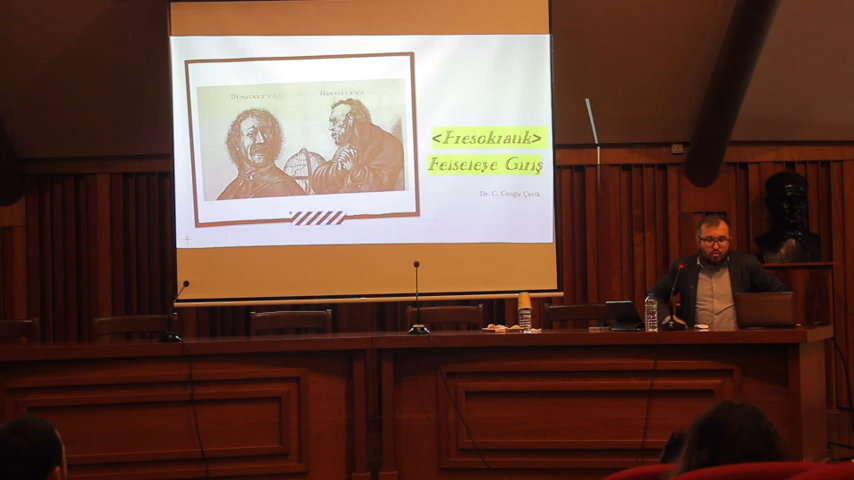 DEMOCRITVS
HERACLITVS
<Presokratik>
Felsefeye Giriş
Dr. C. Cengiz Çevik